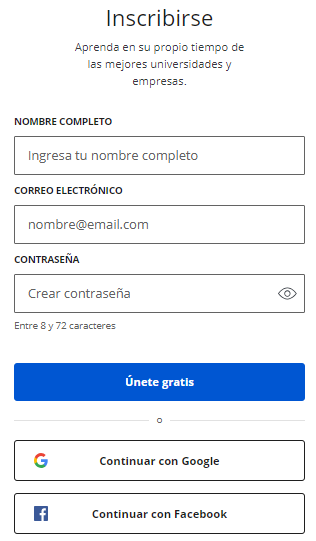 Inscribirse
Aprenda en su propio tiempo de
las mejores universidades y
empresas.
NOMBRE COMPLETO
Ingresa tu nombre completo
CORREO ELECTRÓNICO
nombre@email.com
CONTRASEÑA
Crear contraseña
Entre 8 y 72 caracteres
Únete gratis
o
Continuar con Google
Continuar con Facebook